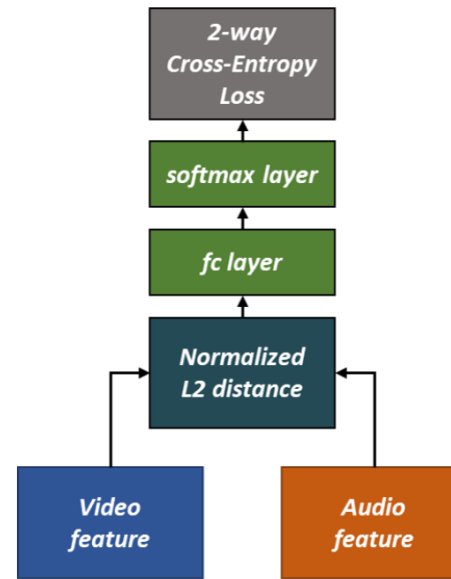 2-way
Cross-Entropy
Loss
softmax layer
fc layer
Normalized
L2 distance
Video
feature
Audio
feature